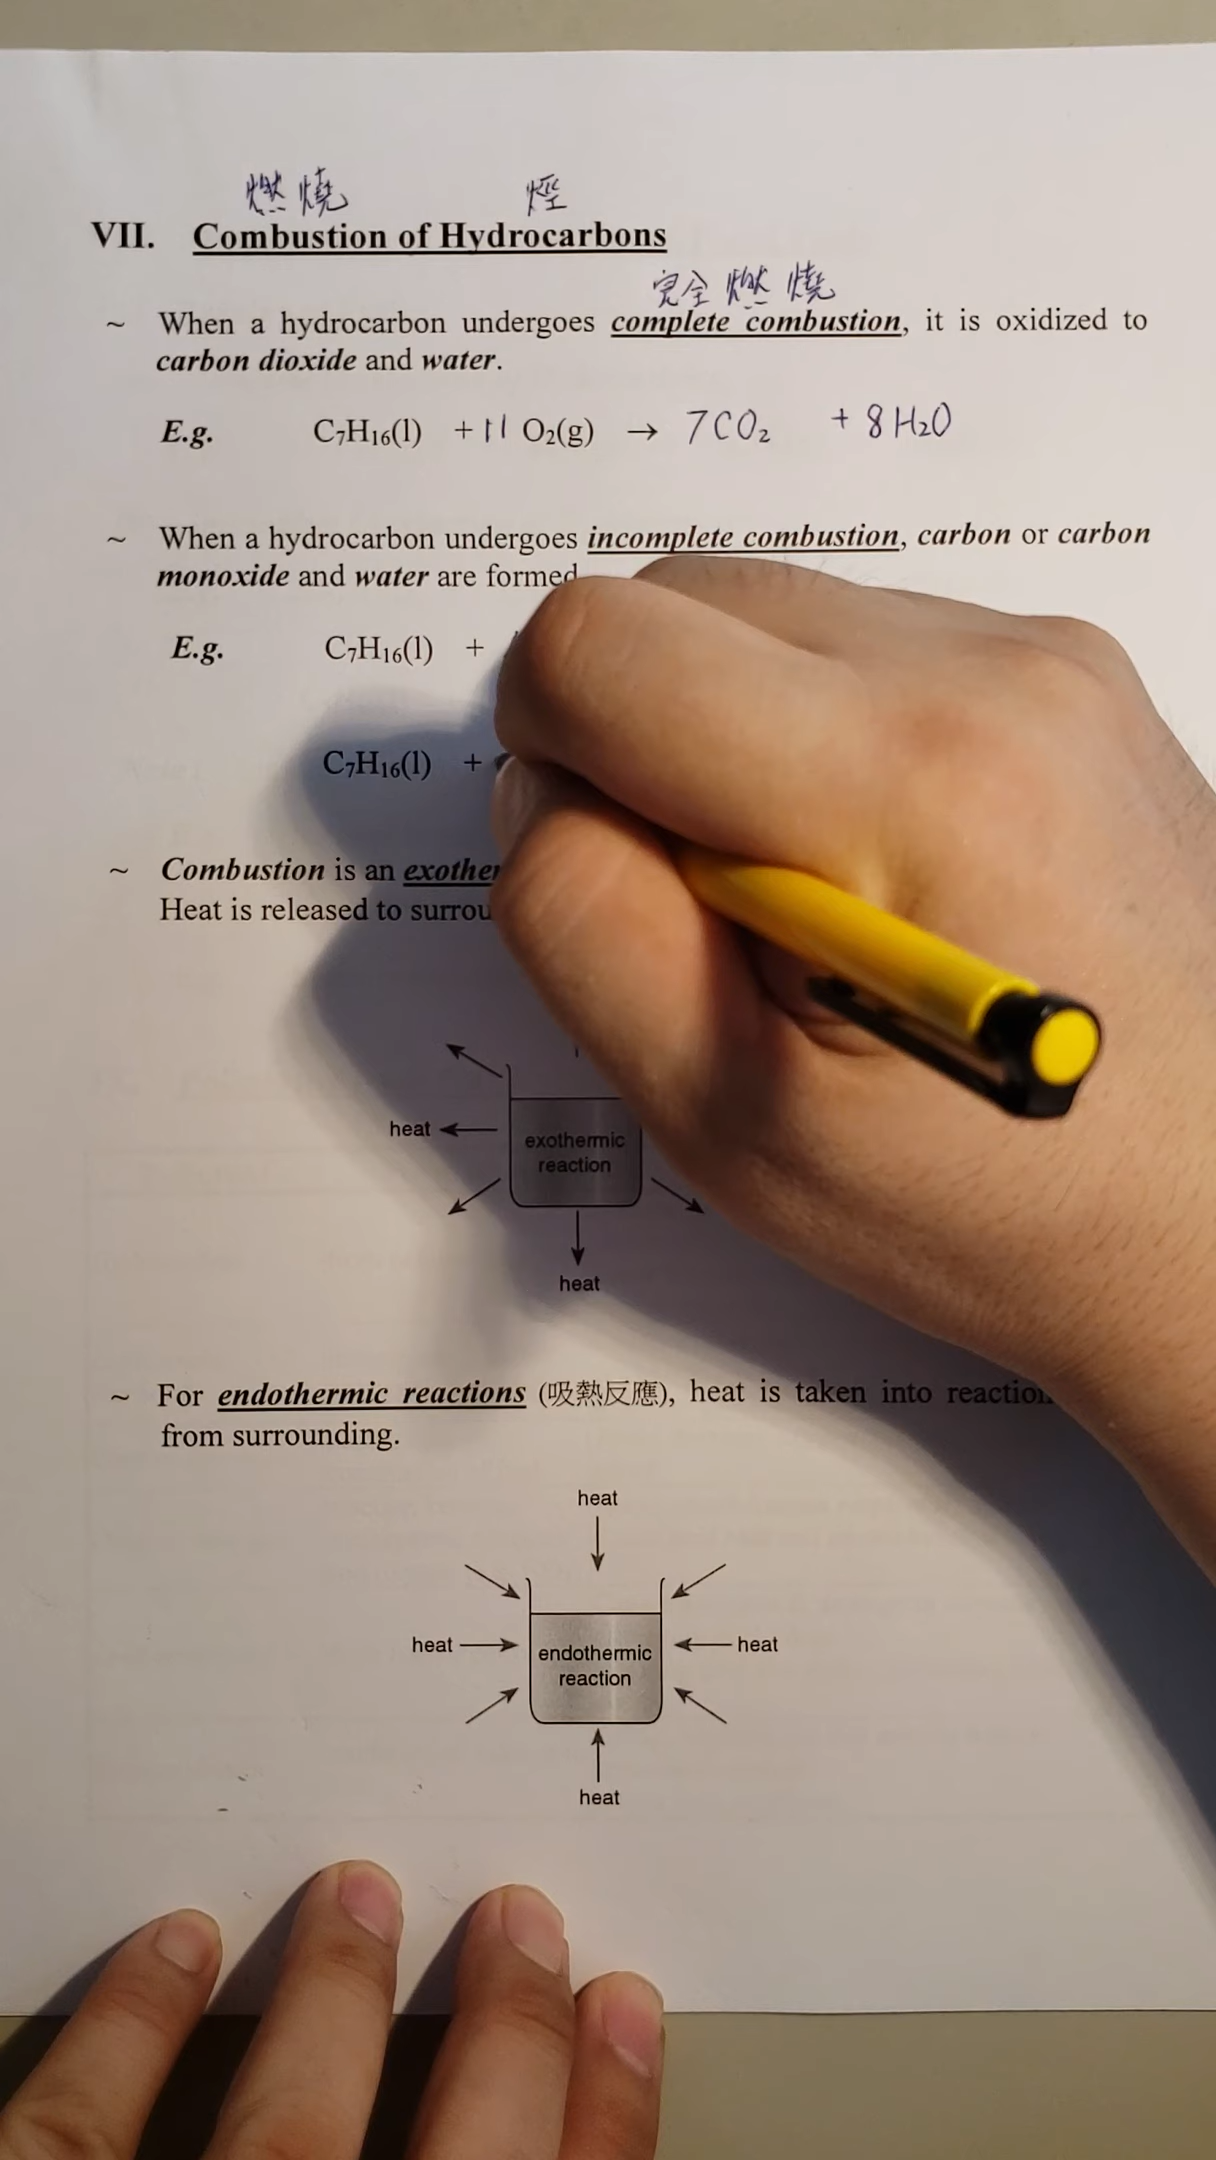 燃燒 烴
VII. Combustion of Hydrocarbons
完全燃燒
~ When a hydrocarbon undergoes complete combustion, it is oxidized to
carbon dioxide and water.
E.g. C₇H₁₆(l) + 11 O₂(g) → 7CO₂ + 8H₂O
~ When a hydrocarbon undergoes incomplete combustion, carbon or carbon
monoxide and water are formed
E.g. C₇H₁₆(l) +
C₇H₁₆(l) +
~ Combustion is an
Heat is released to
heat
exothermic
reaction
heat
~ For endothermic reactions (吸熱反應), heat is taken into
from surrounding.
heat
heat
endothermic
reaction
heat
heat